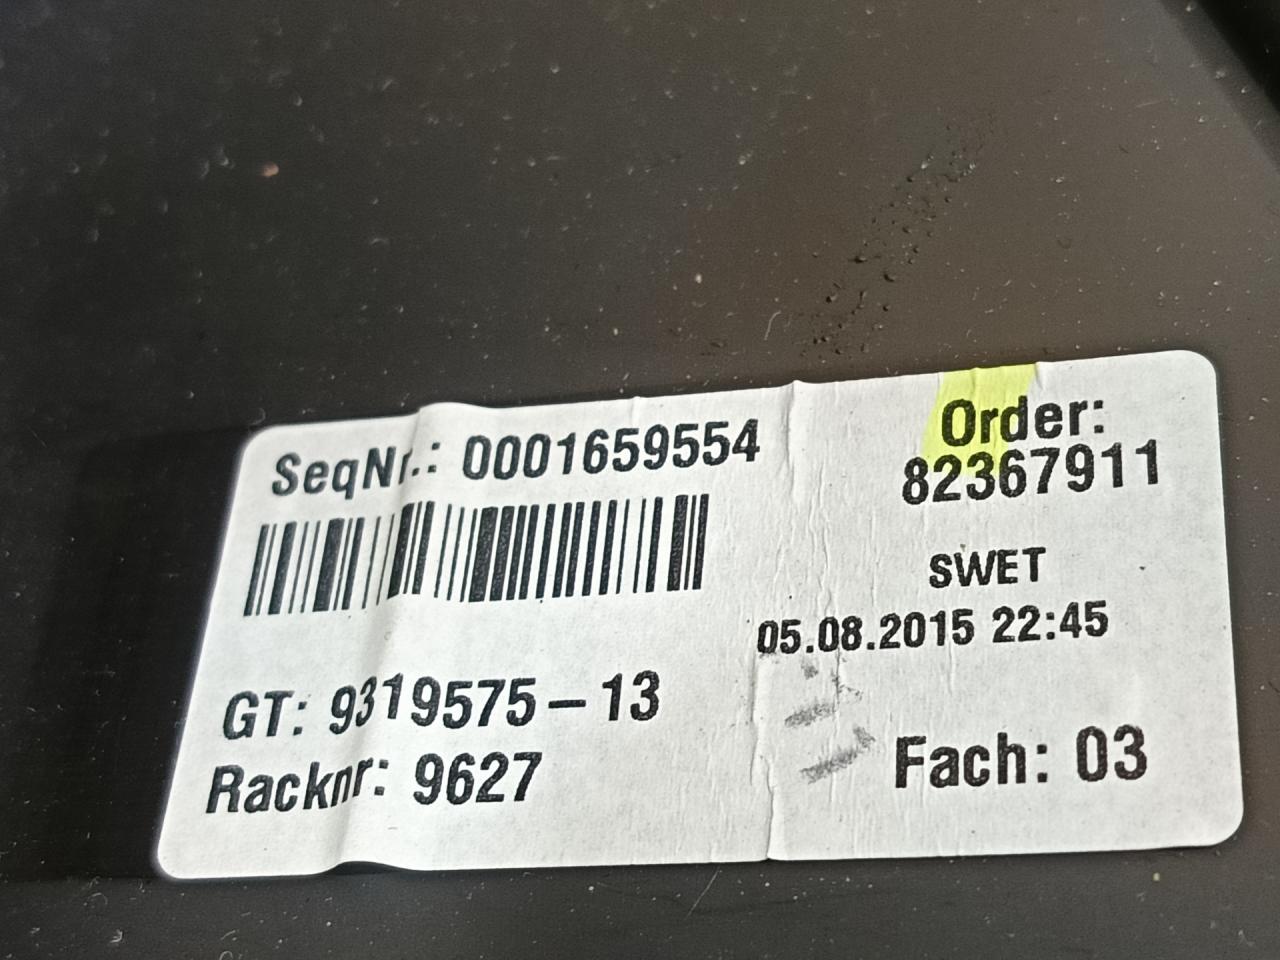 SeqNr.: 0001659554
Order:
82367911
SWET
05.08.2015 22:45
GT: 9319575-13
Racknr: 9627
Fach: 03